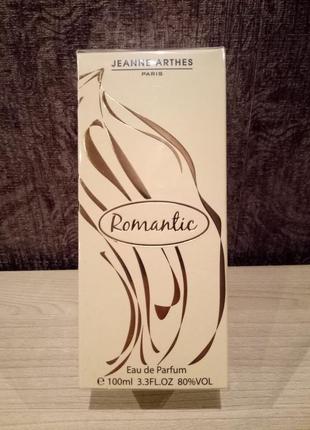 JEANNE ARTHES
PARIS
Romantic
Eau de Parfum
℮ 100ml 3.3FL.OZ 80%VOL